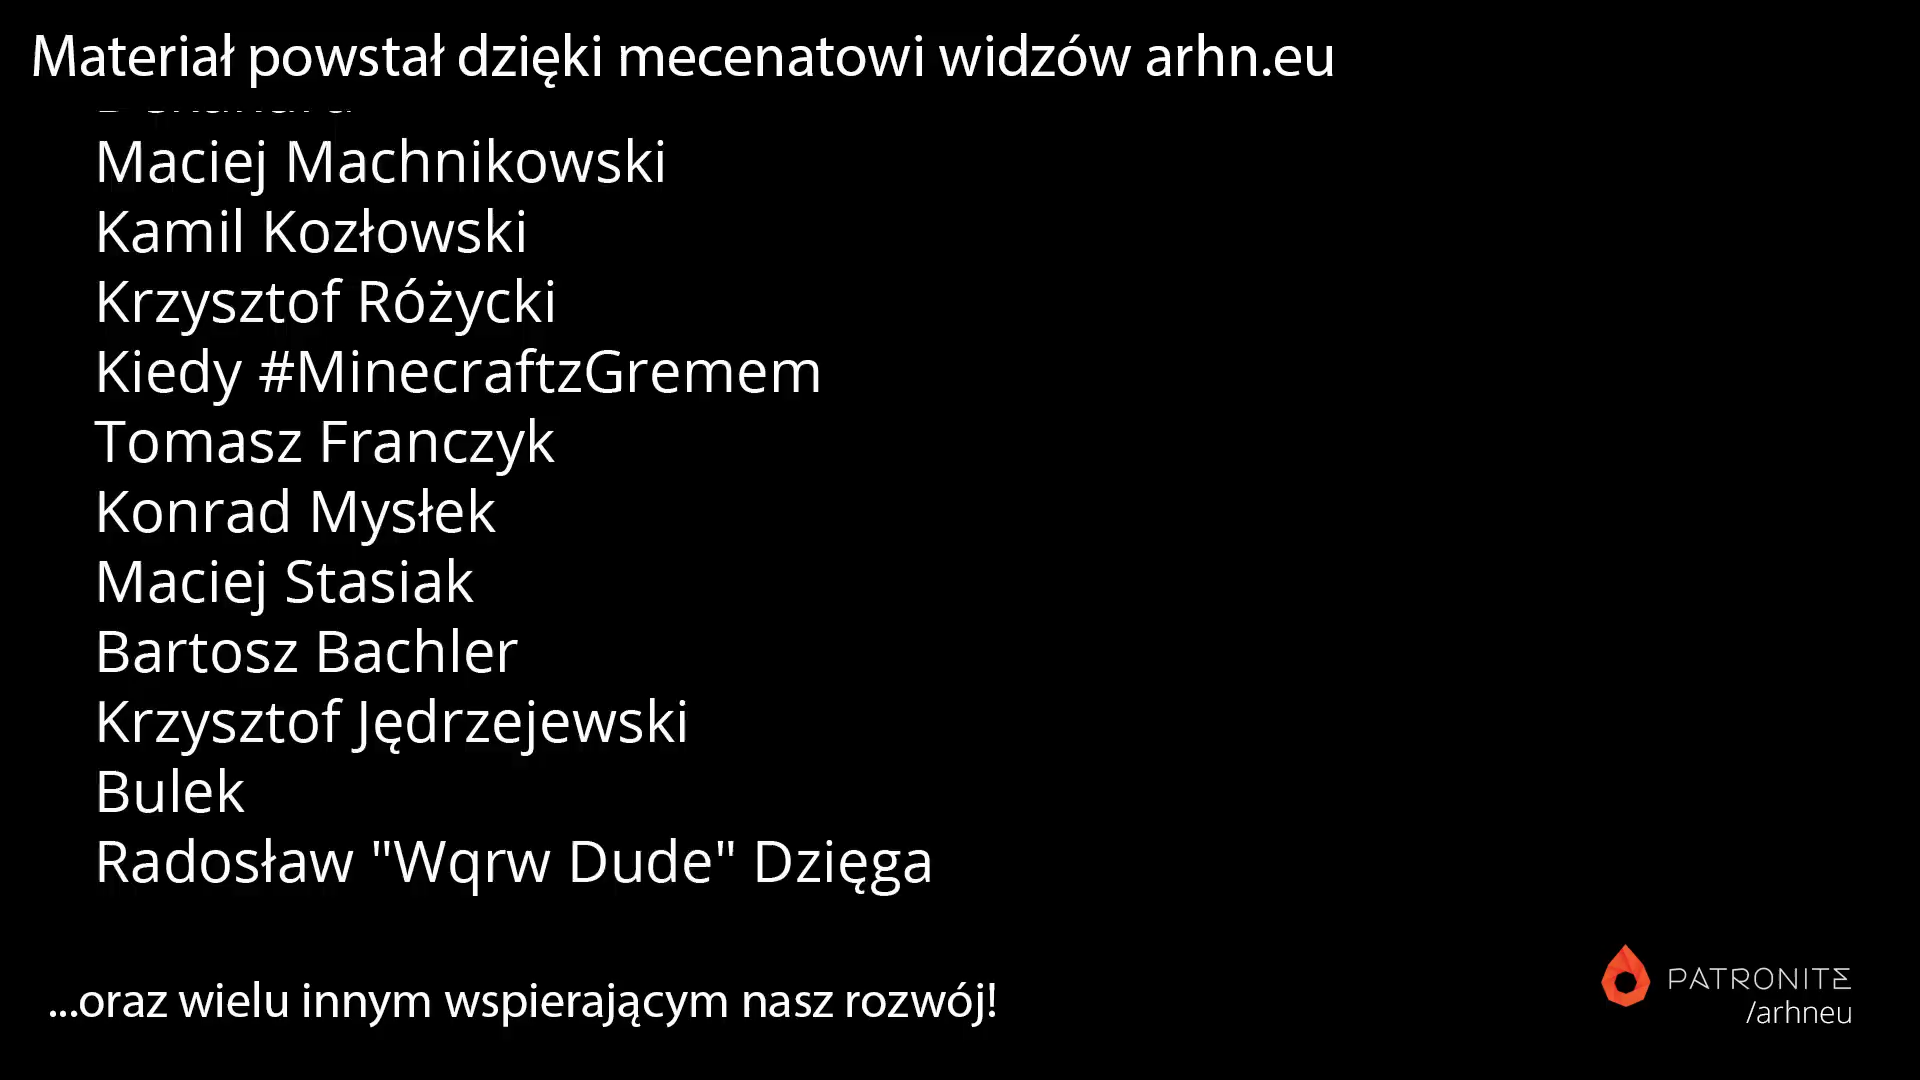 Materiał powstał dzięki mecenatowi widzów arhn.eu
Maciej Machnikowski
Kamil Kozłowski
Krzysztof Różycki
Kiedy #MinecraftzGremem
Tomasz Franczyk
Konrad Mysłek
Maciej Stasiak
Bartosz Bachler
Krzysztof Jędrzejewski
Bulek
Radosław "Wqrw Dude" Dzięga
...oraz wielu innym wspierającym nasz rozwój!
PATRONITE
/arhneu